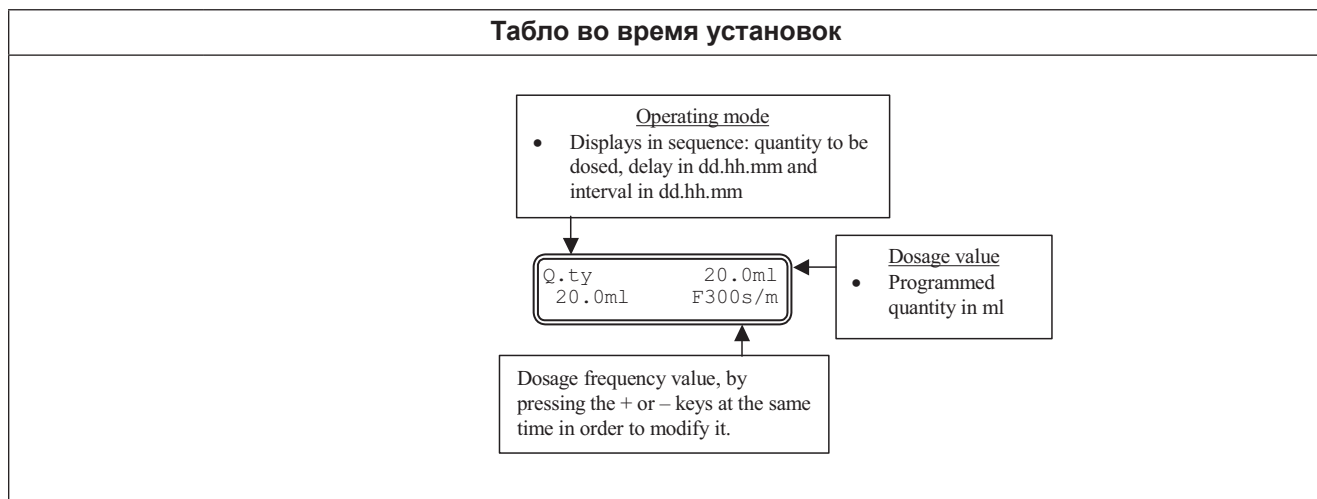 Табло во время установок
Operating mode
• Displays in sequence: quantity to be
dosed, delay in dd.hh.mm and
interval in dd.hh.mm
Q.ty 20.0ml
20.0ml F300s/m
Dosage value
• Programmed
quantity in ml
Dosage frequency value, by
pressing the + or – keys at the same
time in order to modify it.